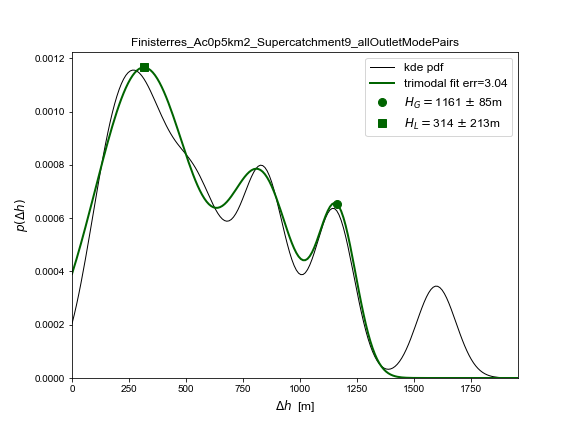 Finisterres_Ac0p5km2_Supercatchment9_allOutletModePairs
0.0012
0.0010
0.0008
0.0006
0.0004
0.0002
0.0000
p(Δh)
kde pdf
trimodal fit err=3.04
H_G = 1161 ± 85m
H_L = 314 ± 213m
0 250 500 750 1000 1250 1500 1750
Δh [m]